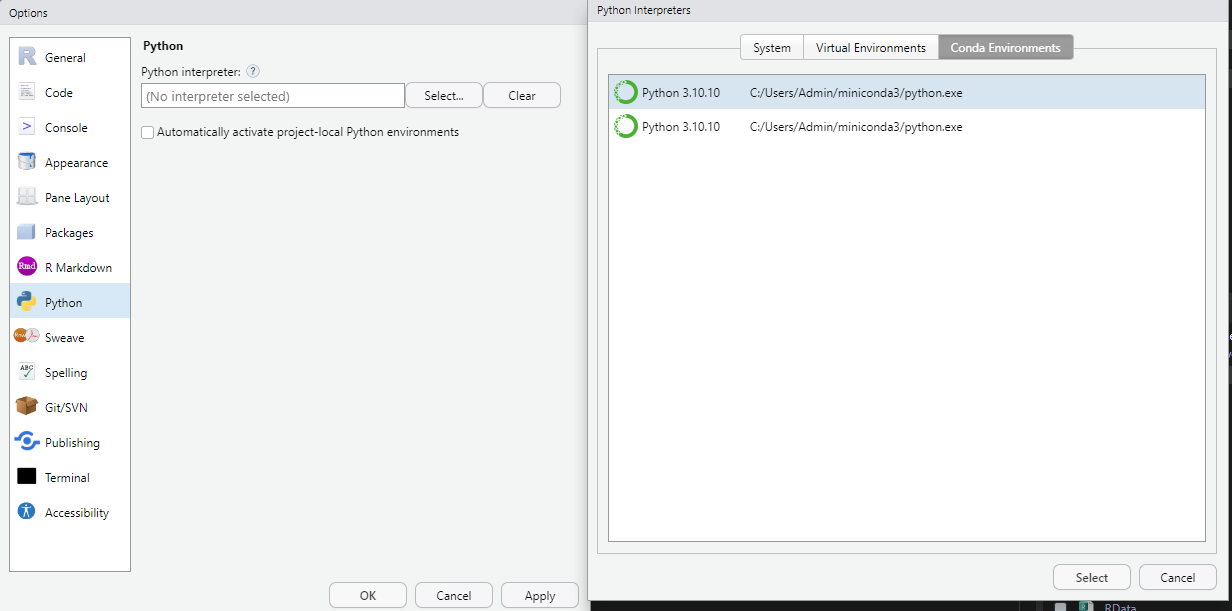 Options
General
Code
Console
Appearance
Pane Layout
Packages
Rmd R Markdown
Python
Sweave
ABC Spelling
Git/SVN
Publishing
Terminal
Accessibility
Python
Python interpreter: ?
(No interpreter selected) Select... Clear
Automatically activate project-local Python environments
OK Cancel Apply
Python Interpreters
System Virtual Environments Conda Environments
Python 3.10.10 C:/Users/Admin/miniconda3/python.exe
Python 3.10.10 C:/Users/Admin/miniconda3/python.exe
Select Cancel
RData